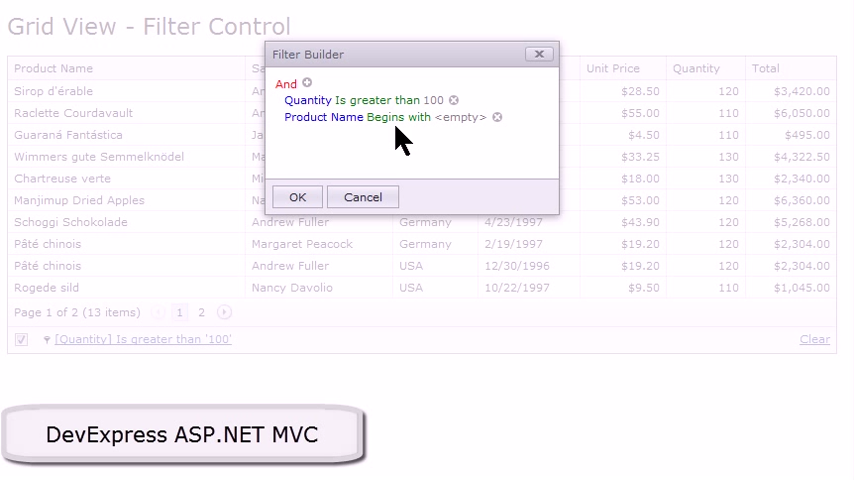 Grid View - Filter Control
Filter Builder
And
Quantity Is greater than 100
Product Name Begins with <empty>
OK Cancel
Product Name Sa Unit Price Quantity Total
Sirop d'érable An $28.50 120 $3,420.00
Raclette Courdavault An $55.00 110 $6,050.00
Guaraná Fantástica Ja $4.50 110 $495.00
Wimmers gute Semmelknödel Ma $33.25 130 $4,322.50
Chartreuse verte Mi $18.00 130 $2,340.00
Manjimup Dried Apples Na $53.00 120 $6,360.00
Schoggi Schokolade Andrew Fuller Germany 4/23/1997 $43.90 120 $5,268.00
Pâté chinois Margaret Peacock Germany 2/19/1997 $19.20 120 $2,304.00
Pâté chinois Andrew Fuller USA 12/30/1996 $19.20 120 $2,304.00
Rogede sild Nancy Davolio USA 10/22/1997 $9.50 110 $1,045.00
Page 1 of 2 (13 items) 1 2
[Quantity] Is greater than '100' Clear
DevExpress ASP.NET MVC